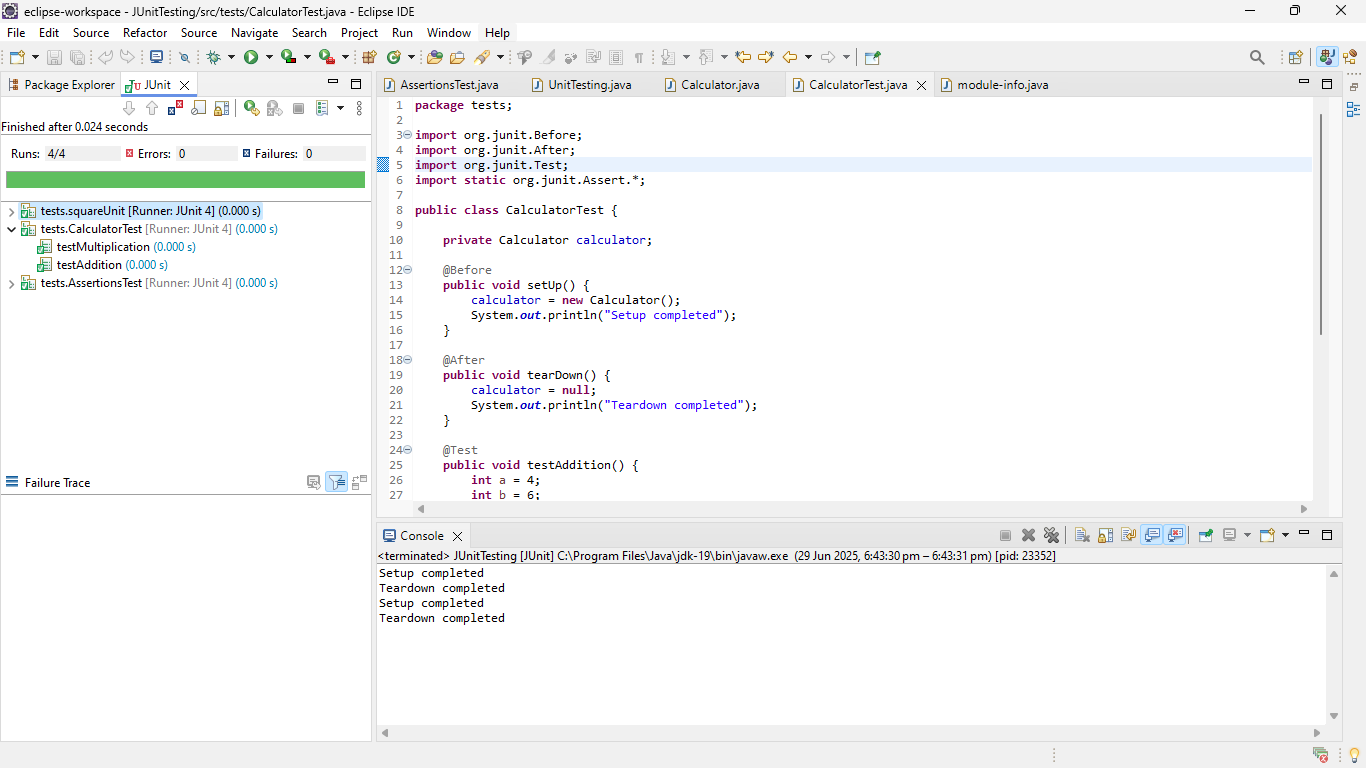 eclipse-workspace - JUnitTesting/src/tests/CalculatorTest.java - Eclipse IDE
File Edit Source Refactor Source Navigate Search Project Run Window Help
Package Explorer JUnit
Finished after 0.024 seconds
Runs: 4/4 Errors: 0 Failures: 0
tests.squareUnit [Runner: JUnit 4] (0.000 s)
tests.CalculatorTest [Runner: JUnit 4] (0.000 s)
testMultiplication (0.000 s)
testAddition (0.000 s)
tests.AssertionsTest [Runner: JUnit 4] (0.000 s)
Failure Trace
AssertionsTest.java UnitTesting.java Calculator.java CalculatorTest.java module-info.java
1 package tests;
2
3 import org.junit.Before;
4 import org.junit.After;
5 import org.junit.Test;
6 import static org.junit.Assert.*;
7
8 public class CalculatorTest {
9
10 private Calculator calculator;
11
12 @Before
13 public void setUp() {
14 calculator = new Calculator();
15 System.out.println("Setup completed");
16 }
17
18 @After
19 public void tearDown() {
20 calculator = null;
21 System.out.println("Teardown completed");
22 }
23
24 @Test
25 public void testAddition() {
26 int a = 4;
27 int b = 6;
Console
<terminated> JUnitTesting [JUnit] C:\Program Files\Java\jdk-19\bin\javaw.exe (29 Jun 2025, 6:43:30 pm – 6:43:31 pm) [pid: 23352]
Setup completed
Teardown completed
Setup completed
Teardown completed